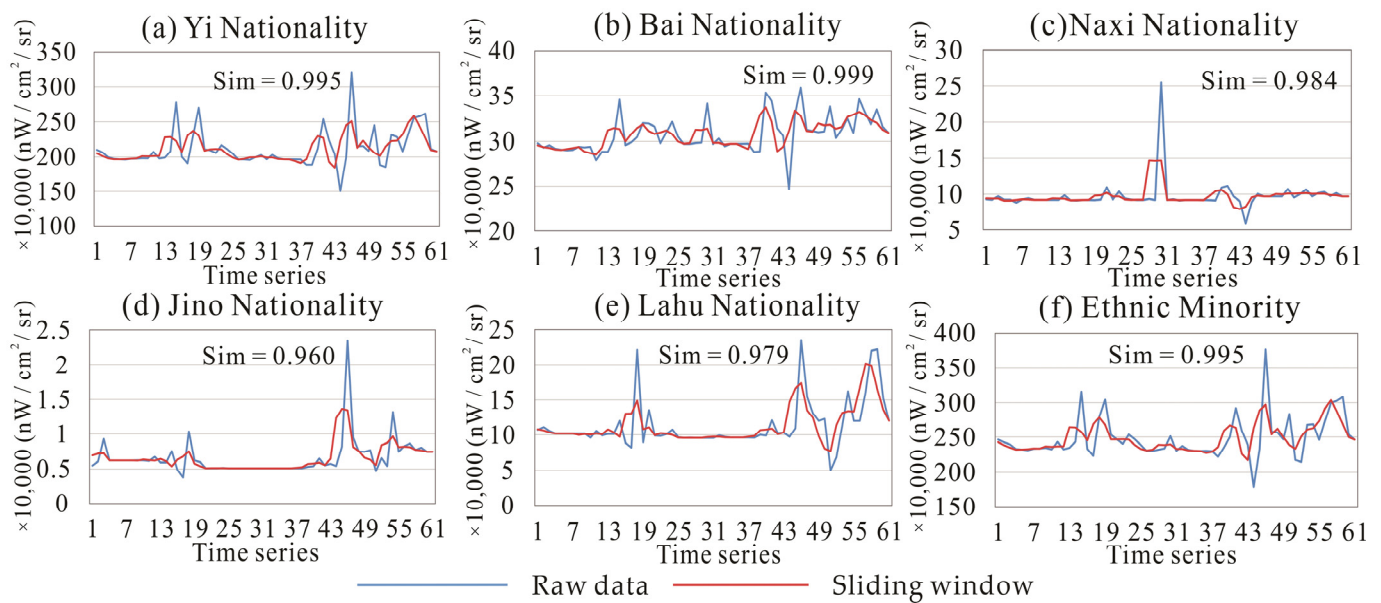 (a) Yi Nationality
×10,000 (nW / cm²/ sr)
350
300
250
200
150
100
Sim = 0.995
1 7 13 19 25 31 37 43 49 55 61
Time series
(b) Bai Nationality
×10,000 (nW / cm²/ sr)
40
35
30
25
20
Sim = 0.999
1 7 13 19 25 31 37 43 49 55 61
Time series
(c)Naxi Nationality
×10,000 (nW / cm²/ sr)
30
25
20
15
10
5
Sim = 0.984
1 7 13 19 25 31 37 43 49 55 61
Time series
(d) Jino Nationality
×10,000 (nW / cm²/ sr)
2.5
2
1.5
1
0.5
0
Sim = 0.960
1 7 13 19 25 31 37 43 49 55 61
Time series
(e) Lahu Nationality
×10,000 (nW / cm²/ sr)
25
20
15
10
5
0
Sim = 0.979
1 7 13 19 25 31 37 43 49 55 61
Time series
(f) Ethnic Minority
×10,000 (nW / cm²/ sr)
400
350
300
250
200
150
Sim = 0.995
1 7 13 19 25 31 37 43 49 55 61
Time series
Raw data
Sliding window